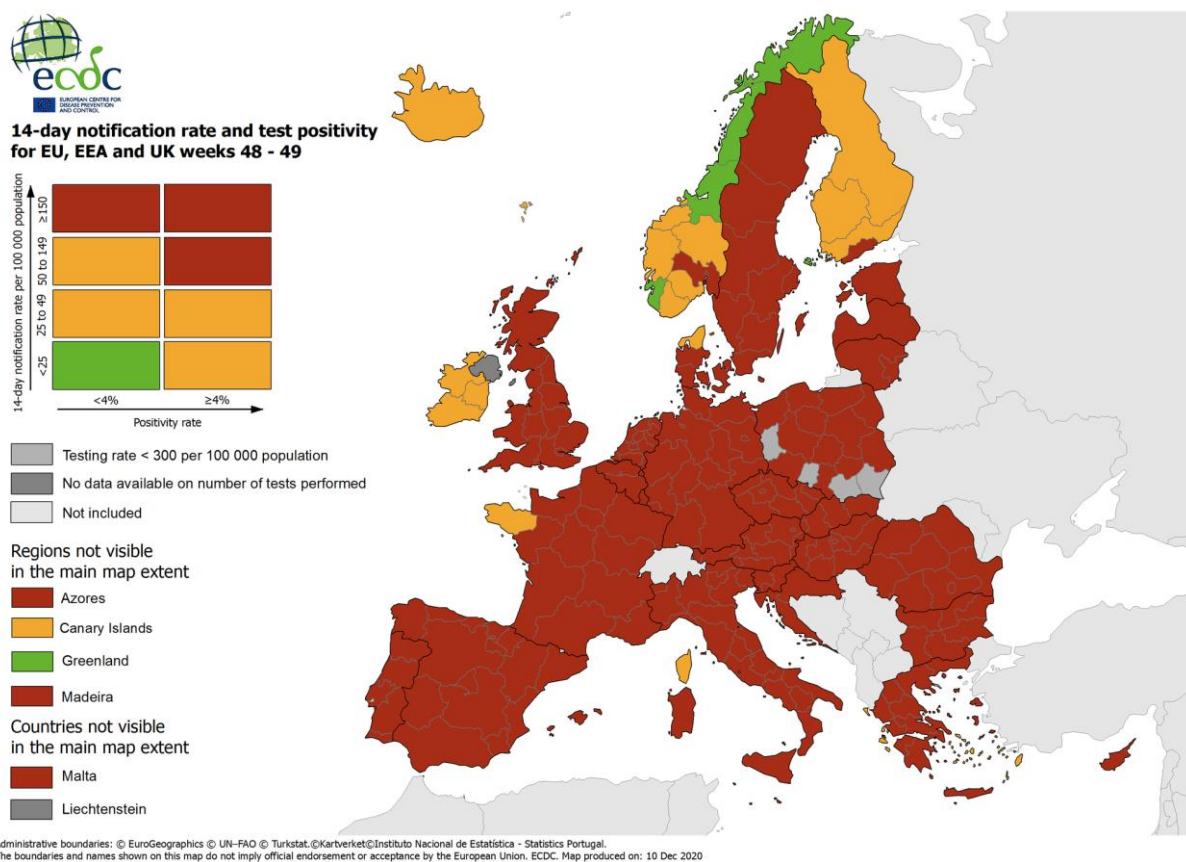 ecdc
EUROPEAN CENTRE FOR
DISEASE PREVENTION
AND CONTROL
14-day notification rate and test positivity
for EU, EEA and UK weeks 48 - 49
14-day notification rate per 100 000 population
≥150
50 to 149
25 to 49
<25
<4%
≥4%
Positivity rate
Testing rate < 300 per 100 000 population
No data available on number of tests performed
Not included
Regions not visible
in the main map extent
Azores
Canary Islands
Greenland
Madeira
Countries not visible
in the main map extent
Malta
Liechtenstein
dministrative boundaries: © EuroGeographics © UN–FAO © Turkstat.©Kartverket©Instituto Nacional de Estatística - Statistics Portugal.
he boundaries and names shown on this map do not imply official endorsement or acceptance by the European Union. ECDC. Map produced on: 10 Dec 2020